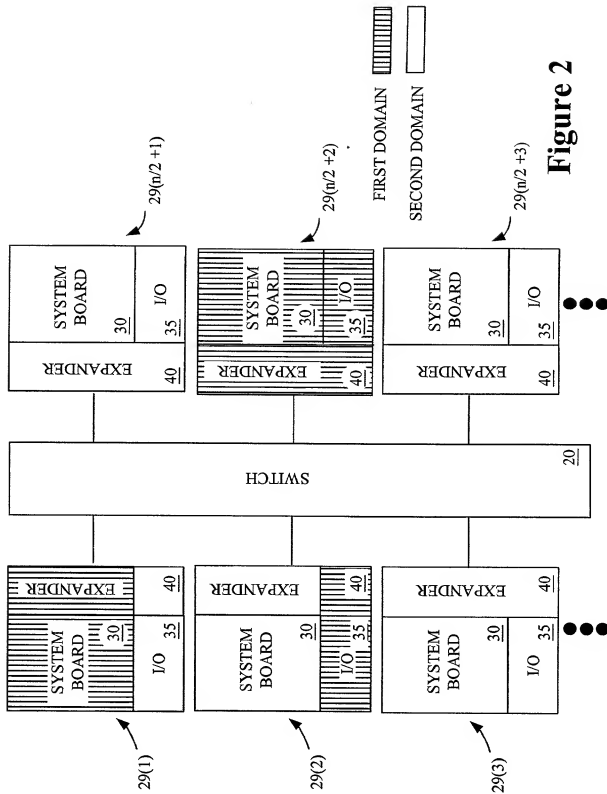 29(1)
SYSTEM
BOARD
30
EXPANDER
I/O
35
40
29(2)
SYSTEM
BOARD
30
EXPANDER
I/O
35
40
29(3)
SYSTEM
BOARD
30
EXPANDER
40
I/O
35
SWITCH
20
29(n/2 +1)
EXPANDER
40
SYSTEM
BOARD
30
I/O
35
29(n/2 +2)
EXPANDER
40
SYSTEM
BOARD
30
I/O
35
29(n/2 +3)
EXPANDER
40
SYSTEM
BOARD
30
I/O
35
FIRST DOMAIN
SECOND DOMAIN
Figure 2